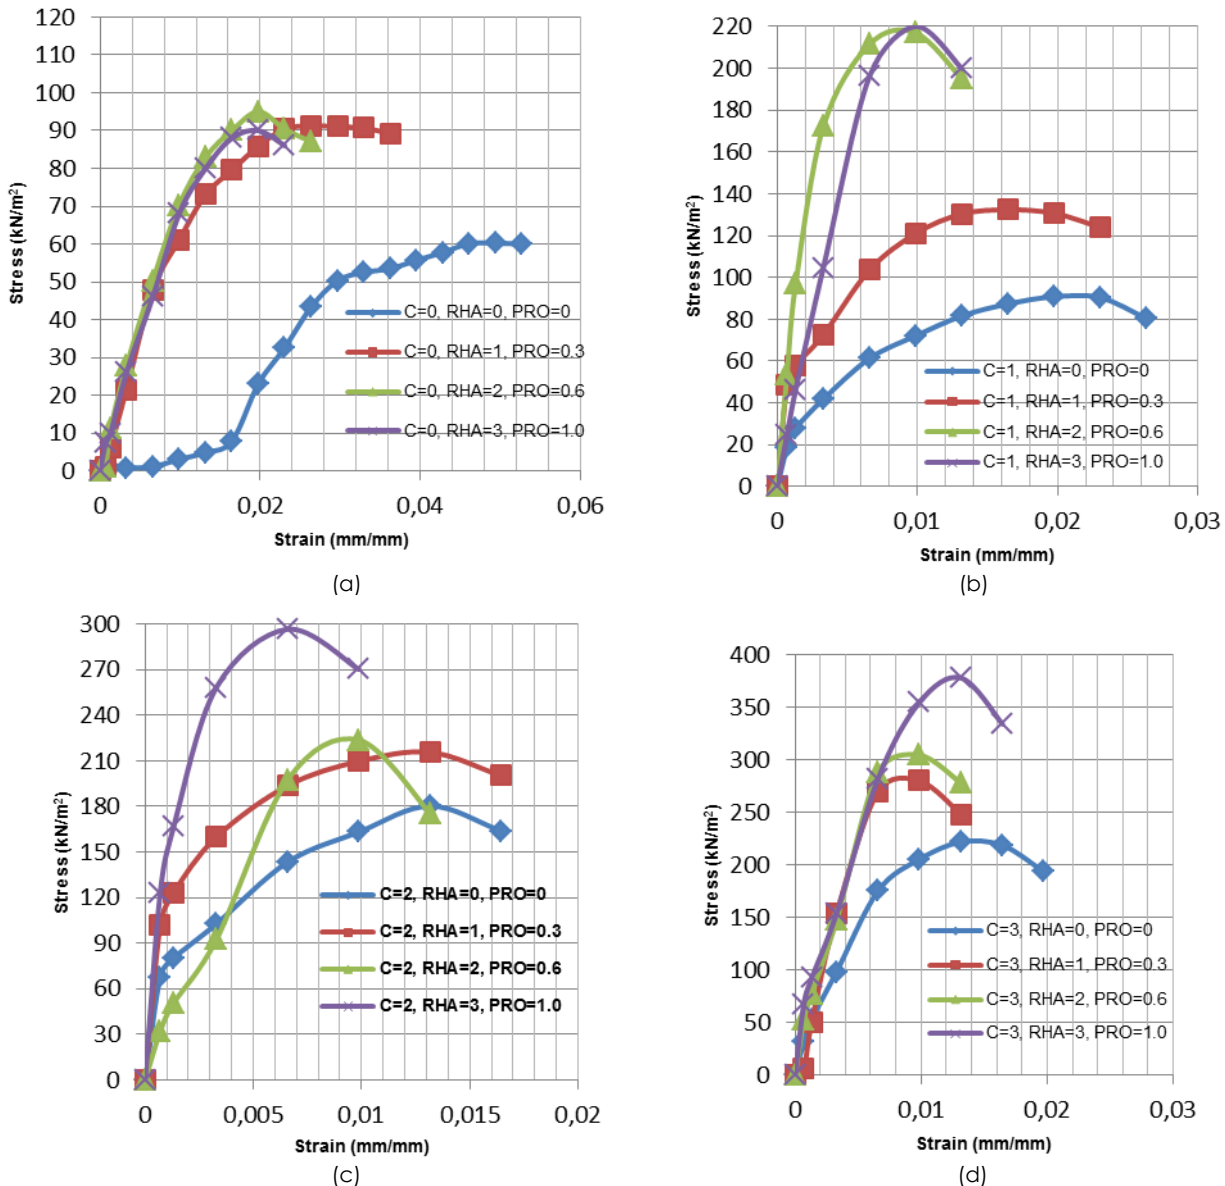 120
110
100
90
80
70
60
50
40
30
20
10
0
Stress (kN/m²)
C=0, RHA=0, PRO=0
C=0, RHA=1, PRO=0.3
C=0, RHA=2, PRO=0.6
C=0, RHA=3, PRO=1.0
0 0,02 0,04 0,06
Strain (mm/mm)
(a)
220
200
180
160
140
120
100
80
60
40
20
0
Stress (kN/m²)
C=1, RHA=0, PRO=0
C=1, RHA=1, PRO=0.3
C=1, RHA=2, PRO=0.6
C=1, RHA=3, PRO=1.0
0 0,01 0,02 0,03
Strain (mm/mm)
(b)
300
270
240
210
180
150
120
90
60
30
0
Stress (kN/m²)
C=2, RHA=0, PRO=0
C=2, RHA=1, PRO=0.3
C=2, RHA=2, PRO=0.6
C=2, RHA=3, PRO=1.0
0 0,005 0,01 0,015 0,02
Strain (mm/mm)
(c)
400
350
300
250
200
150
100
50
0
Stress (kN/m²)
C=3, RHA=0, PRO=0
C=3, RHA=1, PRO=0.3
C=3, RHA=2, PRO=0.6
C=3, RHA=3, PRO=1.0
0 0,01 0,02 0,03
Strain (mm/mm)
(d)